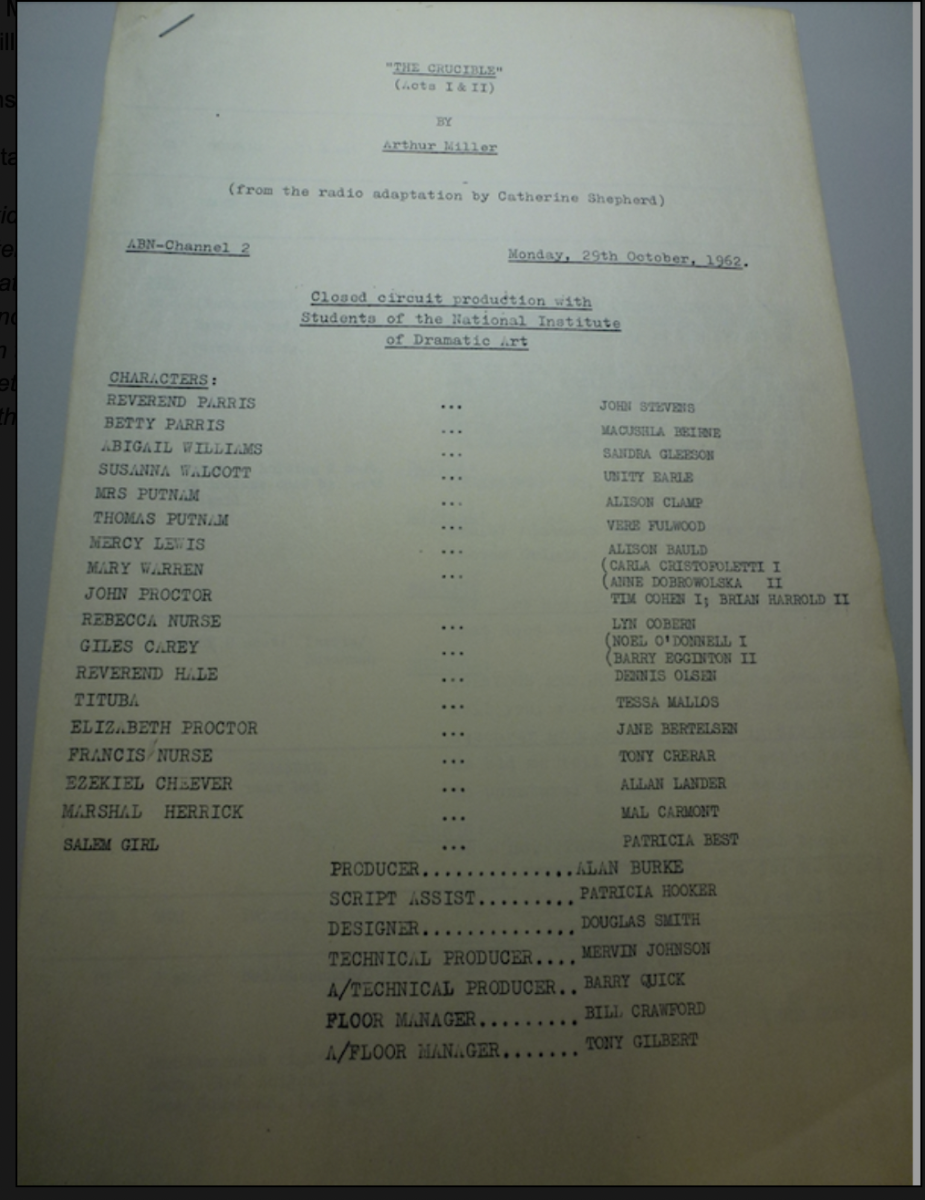 "THE CRUCIBLE"
(Acts I & II)
BY
Arthur Miller
(from the radio adaptation by Catherine Shepherd)
ABN-Channel 2 Monday, 29th October, 1962.
Closed circuit production with
Students of the National Institute
of Dramatic Art
CHARACTERS:
REVEREND PARRIS ... JOHN STEVENS
BETTY PARRIS ... MACUSHLA BEIRNE
ABIGAIL WILLIAMS ... SANDRA GLEESON
SUSANNA WALCOTT ... UNITY EARLE
MRS PUTNAM ... ALISON CLAMP
THOMAS PUTNAM ... VERE FULWOOD
MERCY LEWIS ... ALISON BAULD
MARY WARREN ... (CARLA CRISTOFOLETTI I
(ANNE DOBROWOLSKA II
JOHN PROCTOR TIM COHEN I; BRIAN HARROLD II
REBECCA NURSE ... LYN COBERN
GILES CAREY ... (NOEL O'DONNELL I
(BARRY EGGINTON II
REVEREND HALE ... DENNIS OLSEN
TITUBA ... TESSA MALLOS
ELIZABETH PROCTOR ... JANE BERTELSEN
FRANCIS NURSE ... TONY CRERAR
EZEKIEL CHEEVER ... ALLAN LANDER
MARSHAL HERRICK ... MAL CARMONT
SALEM GIRL ... PATRICIA BEST
PRODUCER..............ALAN BURKE
SCRIPT ASSIST.........PATRICIA HOOKER
DESIGNER..............DOUGLAS SMITH
TECHNICAL PRODUCER....MERVIN JOHNSON
A/TECHNICAL PRODUCER..BARRY QUICK
FLOOR MANAGER.........BILL CRAWFORD
A/FLOOR MANAGER.......TONY GILBERT